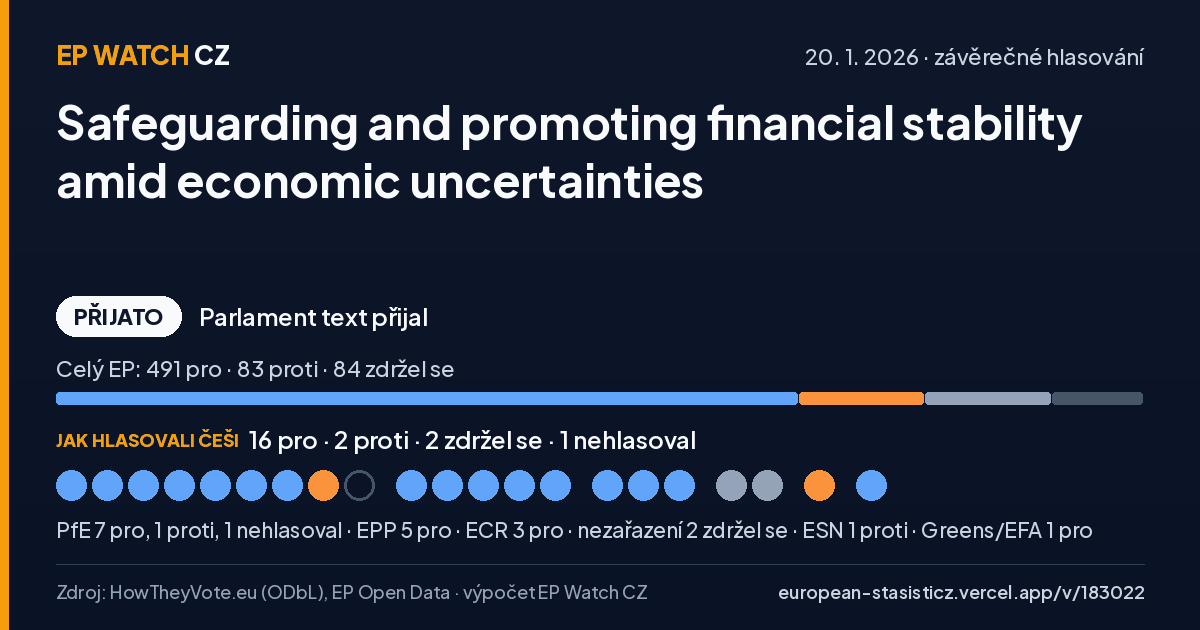 EP WATCH CZ
20. 1. 2026 · závěrečné hlasování
Safeguarding and promoting financial stability
amid economic uncertainties
PŘIJATO Parlament text přijal
Celý EP: 491 pro · 83 proti · 84 zdržel se
JAK HLASOVALI ČEŠI 16 pro · 2 proti · 2 zdržel se · 1 nehlasoval
PfE 7 pro, 1 proti, 1 nehlasoval · EPP 5 pro · ECR 3 pro · nezařazení 2 zdržel se · ESN 1 proti · Greens/EFA 1 pro
Zdroj: HowTheyVote.eu (ODbL), EP Open Data · výpočet EP Watch CZ
european-stasisticz.vercel.app/v/183022